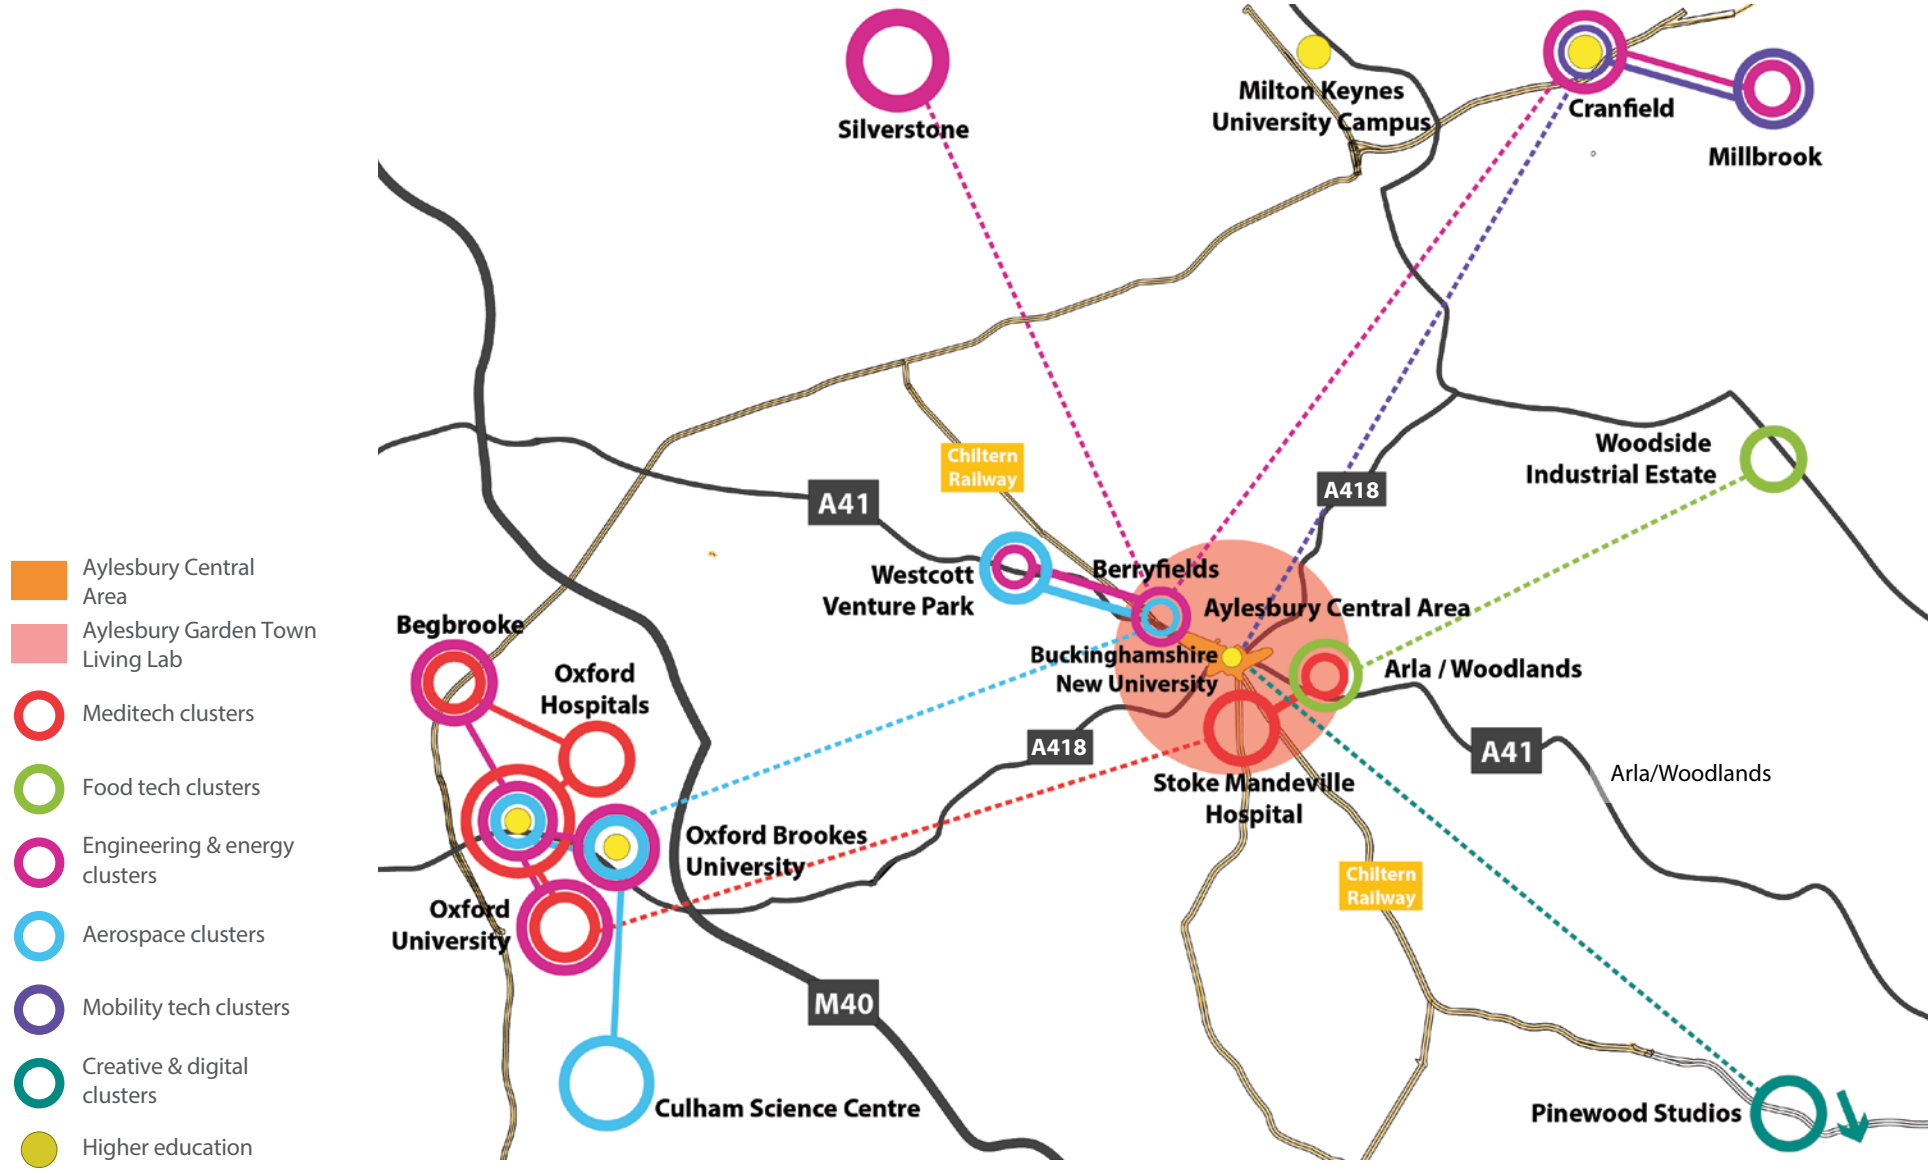 Silverstone
Milton Keynes
University Campus
Cranfield
Millbrook
Woodside
Industrial Estate
Chiltern
Railway
A41
A418
Westcott
Venture Park
Berryfields
Aylesbury Central Area
Buckinghamshire
New University
Arla / Woodlands
A418
A41
Arla/Woodlands
Stoke Mandeville
Hospital
Begbrooke
Oxford
Hospitals
Oxford Brookes
University
Oxford
University
Chiltern
Railway
M40
Culham Science Centre
Pinewood Studios
Aylesbury Central
Area
Aylesbury Garden Town
Living Lab
Meditech clusters
Food tech clusters
Engineering & energy
clusters
Aerospace clusters
Mobility tech clusters
Creative & digital
clusters
Higher education